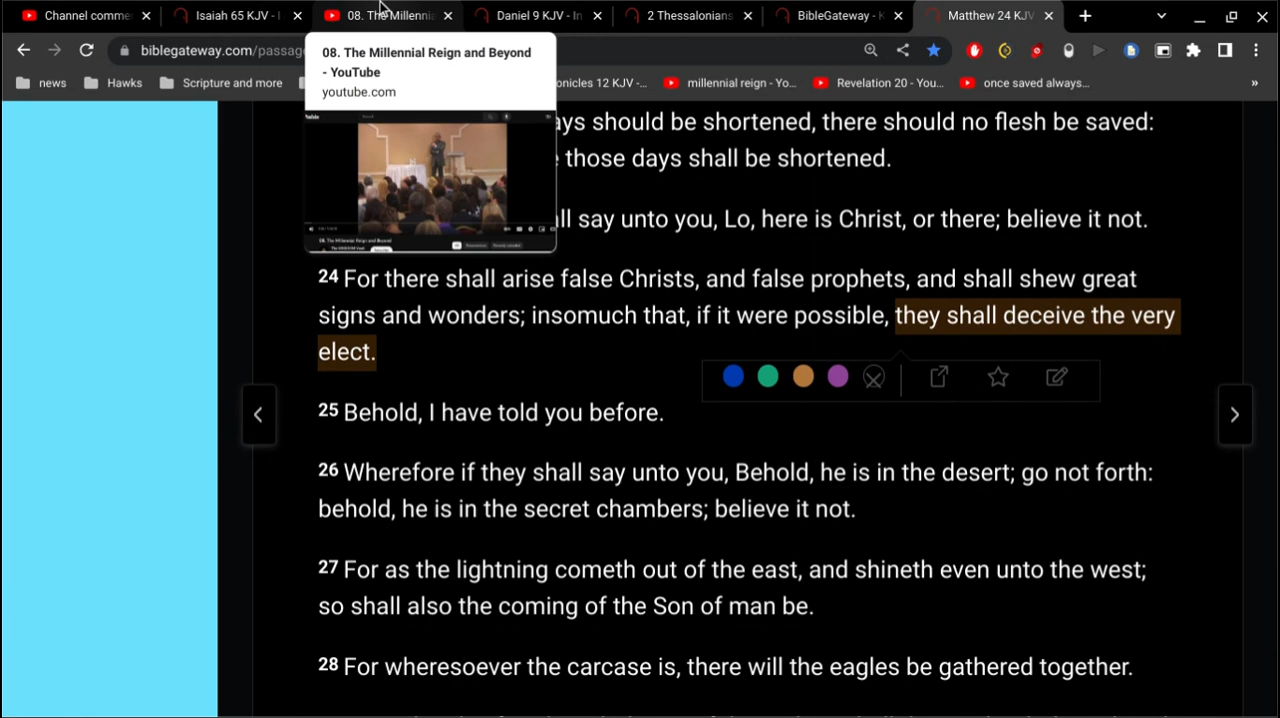 Channel comme
Isaiah 65 KJV - I
08. The Millennia
Daniel 9 KJV - In
2 Thessalonians
BibleGateway - K
Matthew 24 KJV
biblegateway.com/passag
08. The Millennial Reign and Beyond
- YouTube
youtube.com
news
Hawks
Scripture and more
onicles 12 KJV -...
millennial reign - Yo...
Revelation 20 - You...
once saved always...
»
ays should be shortened, there should no flesh be saved:
those days shall be shortened.
ll say unto you, Lo, here is Christ, or there; believe it not.
08. The Millennial Reign and Beyond
24 For there shall arise false Christs, and false prophets, and shall shew great
signs and wonders; insomuch that, if it were possible, they shall deceive the very
elect.
25 Behold, I have told you before.
26 Wherefore if they shall say unto you, Behold, he is in the desert; go not forth:
behold, he is in the secret chambers; believe it not.
27 For as the lightning cometh out of the east, and shineth even unto the west;
so shall also the coming of the Son of man be.
28 For wheresoever the carcase is, there will the eagles be gathered together.